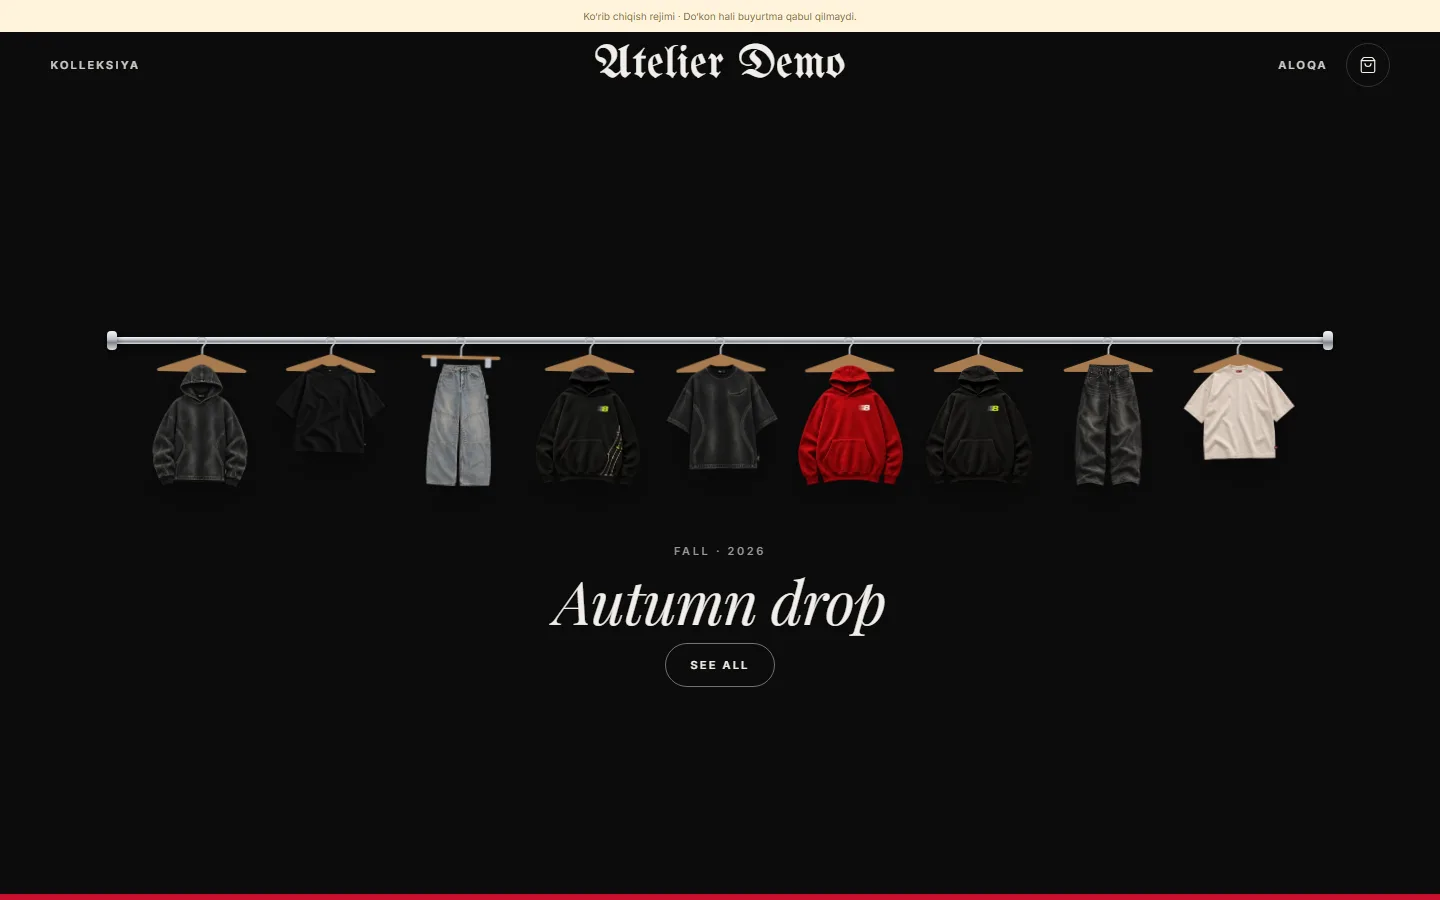 Ko'rib chiqish rejimi · Do'kon hali buyurtma qabul qilmaydi.
KOLLEKSIYA
Atelier Demo
ALOQA
FALL · 2026
Autumn drop
SEE ALL